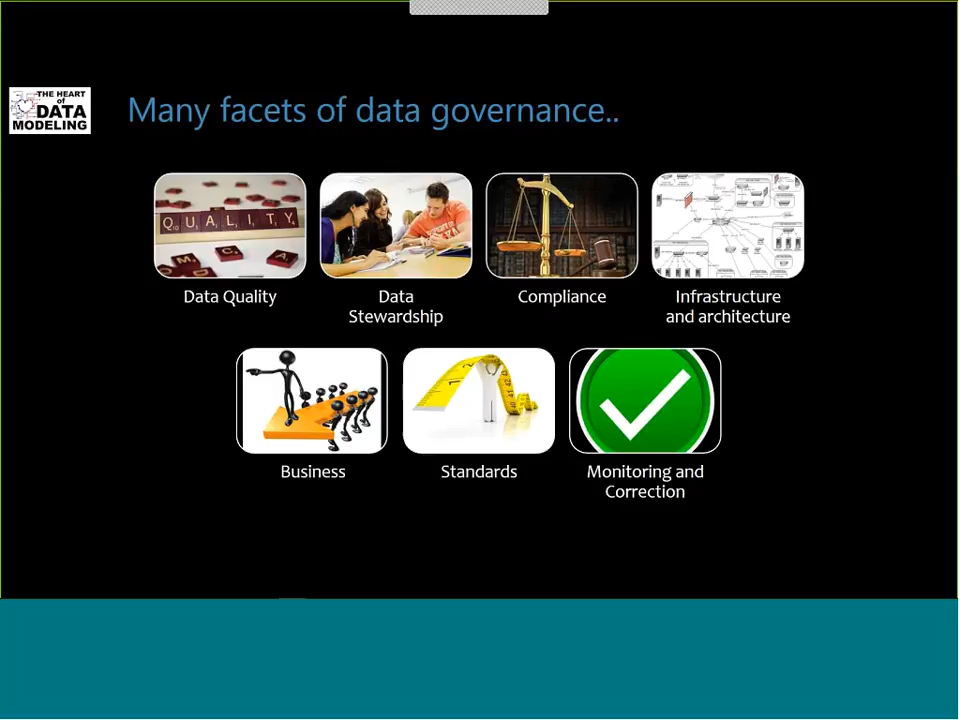 THE HEART
of
DATA
MODELING
Many facets of data governance..
QUALITY
M C A
Data Quality
Data
Stewardship
Compliance
Infrastructure
and architecture
Business
Standards
Monitoring and
Correction